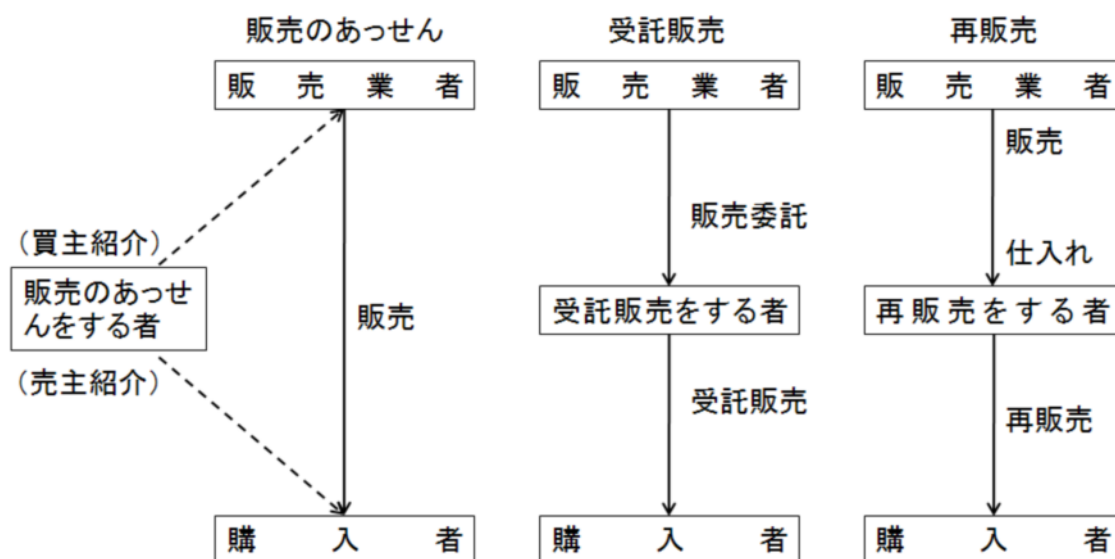 販売のあっせん
販売業者
（買主紹介）
販売のあっせ
んをする者
（売主紹介）
販売
購入者
受託販売
販売業者
販売委託
受託販売をする者
受託販売
購入者
再販売
販売業者
販売
仕入れ
再販売をする者
再販売
購入者